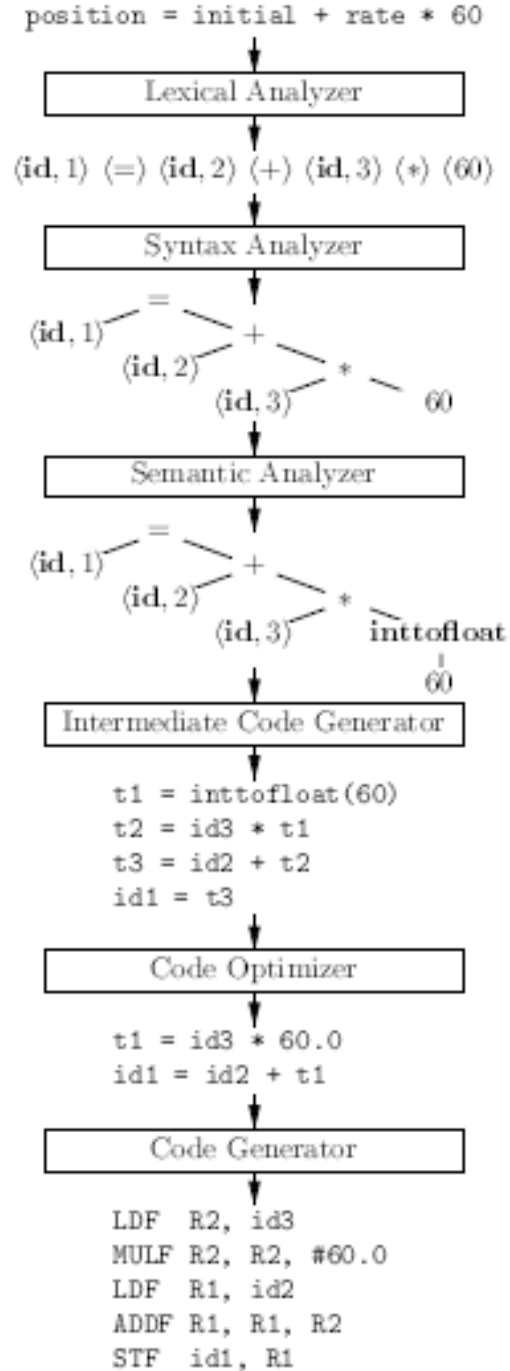 position = initial + rate * 60
Lexical Analyzer
⟨id, 1⟩ ⟨=⟩ ⟨id, 2⟩ ⟨+⟩ ⟨id, 3⟩ ⟨*⟩ ⟨60⟩
Syntax Analyzer
=
⟨id, 1⟩
+
⟨id, 2⟩
*
⟨id, 3⟩ 60
Semantic Analyzer
=
⟨id, 1⟩
+
⟨id, 2⟩
*
⟨id, 3⟩ inttofloat
60
Intermediate Code Generator
t1 = inttofloat(60)
t2 = id3 * t1
t3 = id2 + t2
id1 = t3
Code Optimizer
t1 = id3 * 60.0
id1 = id2 + t1
Code Generator
LDF R2, id3
MULF R2, R2, #60.0
LDF R1, id2
ADDF R1, R1, R2
STF id1, R1